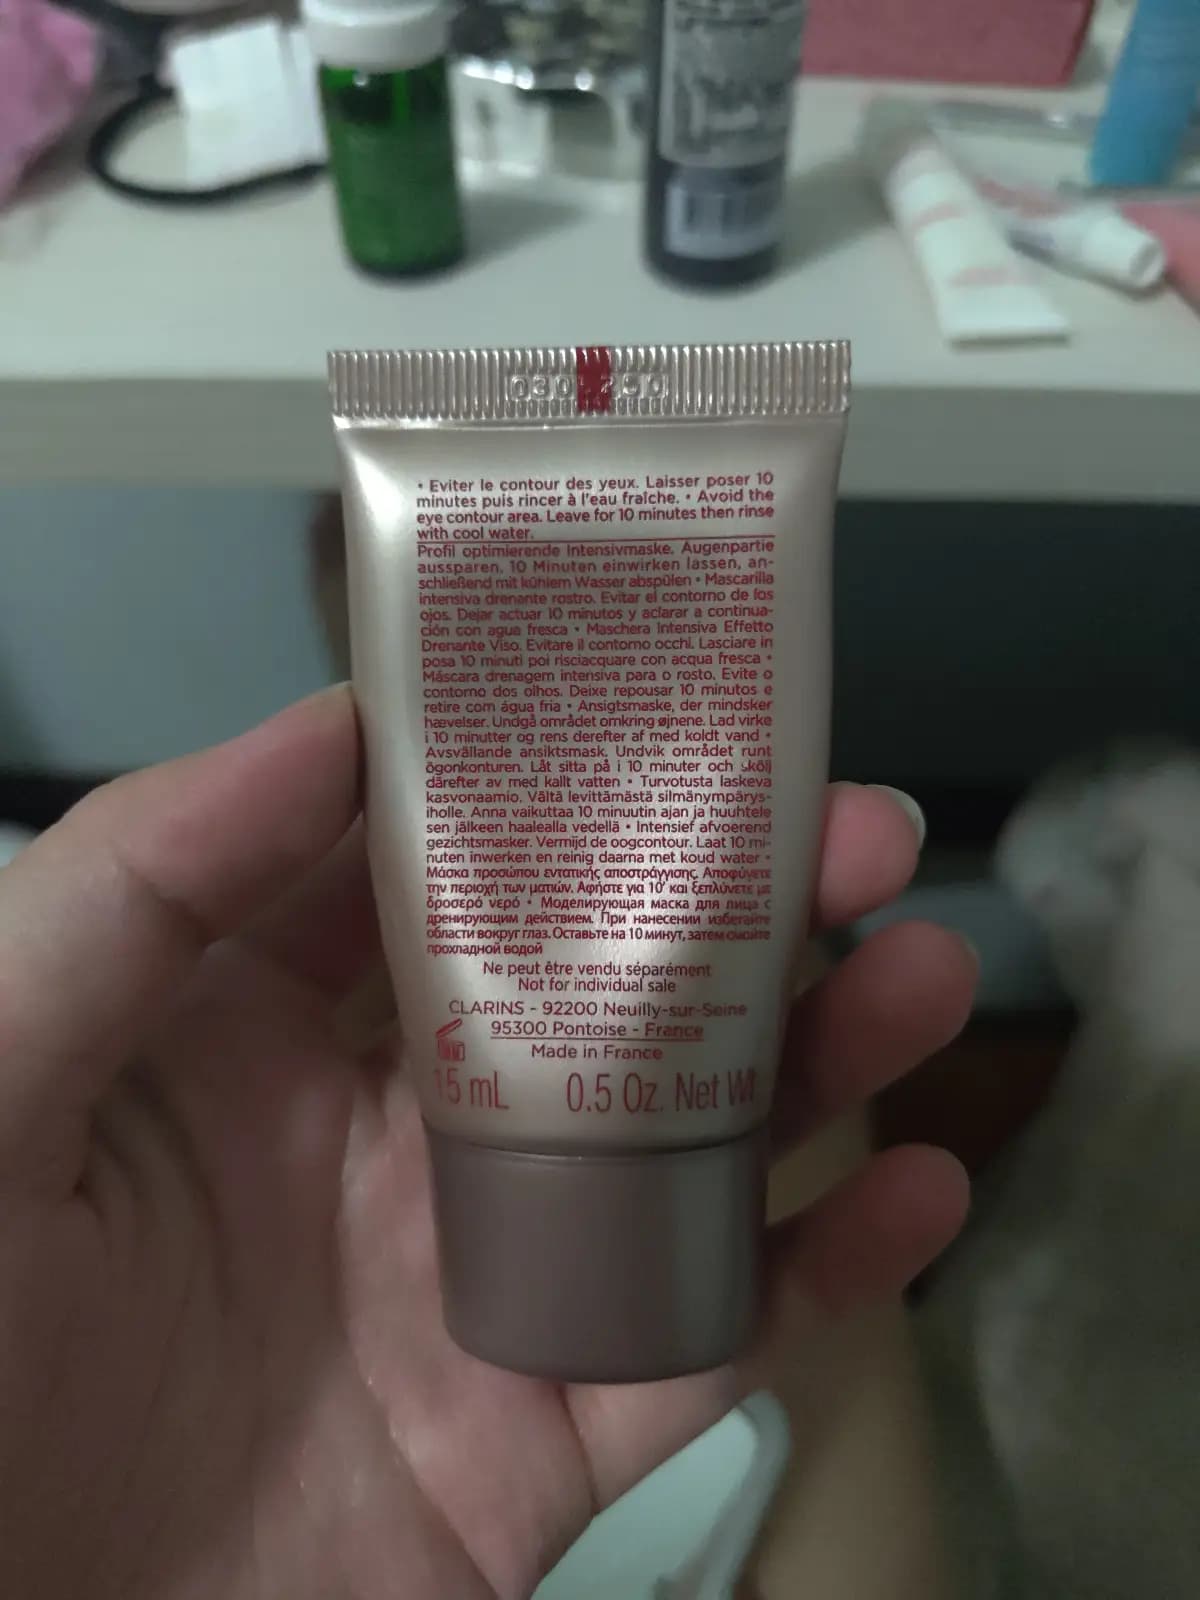 • Eviter le contour des yeux. Laisser poser 10
minutes puis rincer à l'eau fraîche. • Avoid the
eye contour area. Leave for 10 minutes then rinse
with cool water.
Profil optimierende Intensivmaske. Augenpartie
aussparen. 10 Minuten einwirken lassen, an-
schließend mit kühlem Wasser abspülen • Mascarilla
intensiva drenante rostro. Evitar el contorno de los
ojos. Dejar actuar 10 minutos y aclarar a continua-
ción con agua fresca • Maschera Intensiva Effetto
Drenante Viso. Evitare il contorno occhi. Lasciare in
posa 10 minuti poi risciacquare con acqua fresca •
Máscara drenagem intensiva para o rosto. Evite o
contorno dos olhos. Deixe repousar 10 minutos e
retire com água fria • Ansigtsmaske, der mindsker
hævelser. Undgå området omkring øjnene. Lad virke
i 10 minutter og rens derefter af med koldt vand •
Avsvällande ansiktsmask. Undvik området runt
ögonkonturen. Låt sitta på i 10 minuter och skölj
därefter av med kallt vatten • Turvotusta laskeva
kasvonaamio. Vältä levittämästä silmänympärys-
iholle. Anna vaikuttaa 10 minuutin ajan ja huuhtele
sen jälkeen haalealla vedellä • Intensief afvoerend
gezichtsmasker. Vermijd de oogcontour. Laat 10 mi-
nuten inwerken en reinig daarna met koud water •
Μάσκα προσώπου εντατικής αποστράγγισης. Αποφύγετε
την περιοχή των ματιών. Αφήστε για 10' και ξεπλύνετε με
δροσερό νερό • Моделирующая маска для лица с
дренирующим действием. При нанесении избегайте
области вокруг глаз. Оставьте на 10 минут, затем смойте
прохладной водой
Ne peut être vendu séparément
Not for individual sale
CLARINS - 92200 Neuilly-sur-Seine
95300 Pontoise - France
Made in France
15 mL 0.5 Oz. Net Wt.